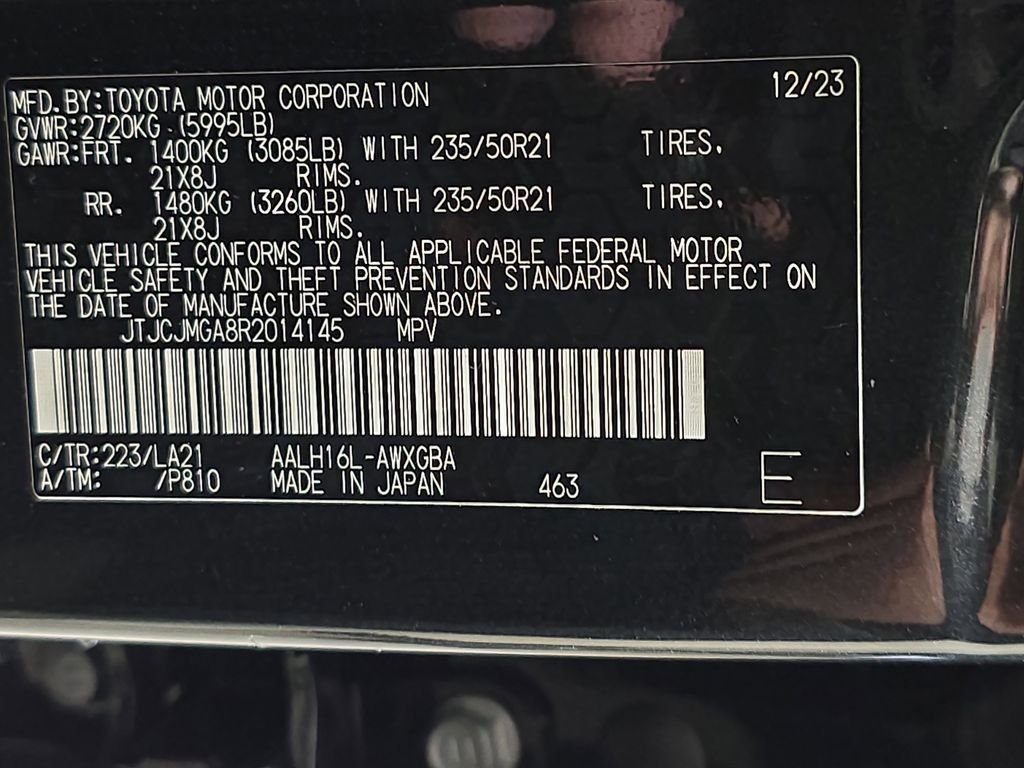 12/23
MFD.BY:TOYOTA MOTOR CORPORATION
GVWR:2720KG (5995LB)
GAWR:FRT. 1400KG (3085LB) WITH 235/50R21 TIRES.
21X8J RIMS.
RR. 1480KG (3260LB) WITH 235/50R21 TIRES.
21X8J RIMS.
THIS VEHICLE CONFORMS TO ALL APPLICABLE FEDERAL MOTOR
VEHICLE SAFETY AND THEFT PREVENTION STANDARDS IN EFFECT ON
THE DATE OF MANUFACTURE SHOWN ABOVE.
JTJCJMGA8R2014145 MPV
C/TR:223/LA21 AALH16L-AWXGBA
A/TM: /P810 MADE IN JAPAN 463 E